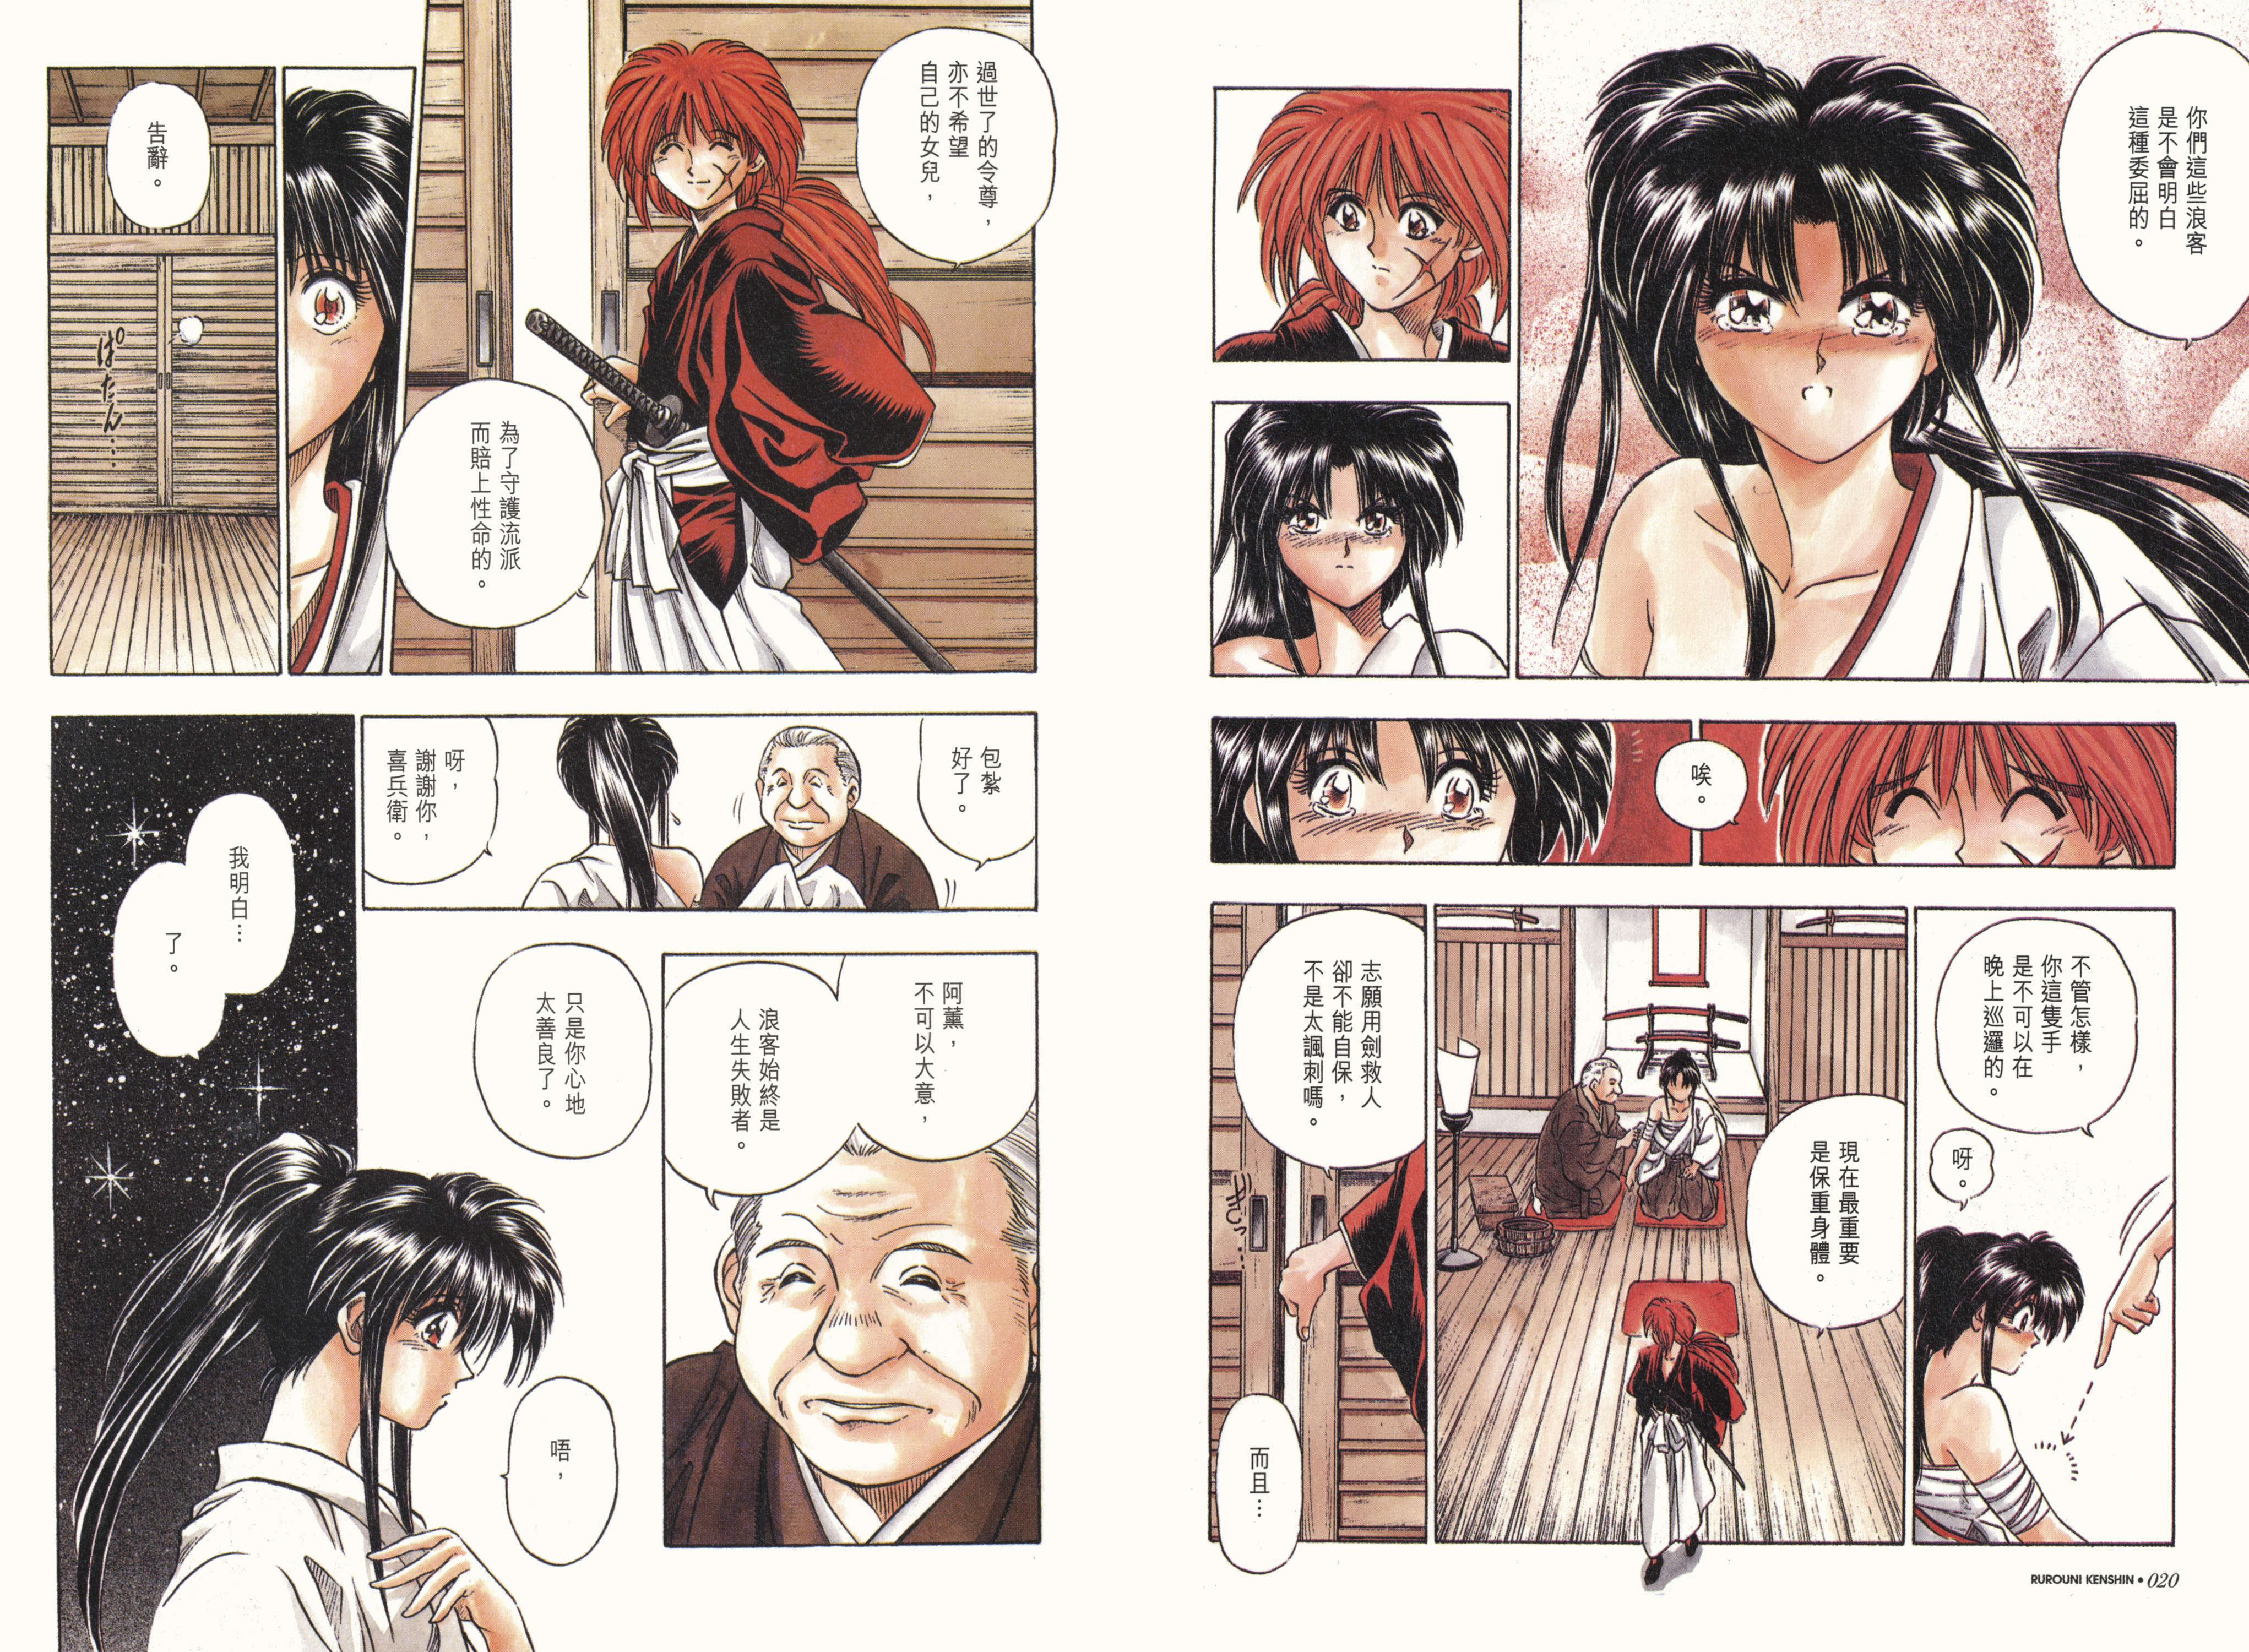 你們這些浪客
是不會明白
這種委屈的。
唉。
不管怎樣，
你這隻手
是不可以在
晚上巡邏的。
呀。
現在最重要
是保重身體。
志願用劍救人
卻不能自保，
不是太諷刺嗎。
ギュッ…
而且…
RUROUNI KENSHIN • 020
過世了的令尊，
亦不希望
自己的女兒，
為了守護流派
而賠上性命的。
告辭。
ぱたん…
包紮
好了。
呀，
謝謝你，
喜兵衛。
阿薰，
不可以大意，
浪客始終是
人生失敗者。
只是你心地
太善良了。
唔，
我明白…
了。